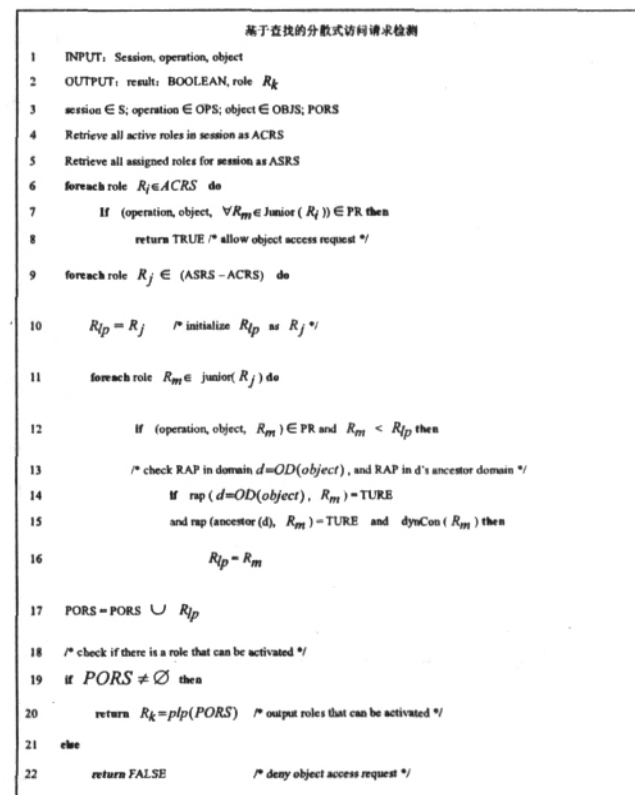 基于查找的分散式访问请求检测
1 INPUT: Session, operation, object
2 OUTPUT: result: BOOLEAN, role R_k
3 session ∈ S; operation ∈ OPS; object ∈ OBJS; PORS
4 Retrieve all active roles in session as ACRS
5 Retrieve all assigned roles for session as ASRS
6 foreach role R_i∈ACRS do
7 If (operation, object, ∀R_m∈Junior ( R_i )) ∈ PR then
8 return TRUE /* allow object access request */
9 foreach role R_j ∈ (ASRS – ACRS) do
10 R_lp = R_j /* initialize R_lp as R_j */
11 foreach role R_m∈ junior( R_j ) do
12 If (operation, object, R_m ) ∈ PR and R_m < R_lp then
13 /* check RAP in domain d=OD(object), and RAP in d's ancestor domain */
14 If rap ( d=OD(object), R_m ) = TURE
15 and rap (ancestor (d), R_m ) = TURE and dynCon ( R_m ) then
16 R_lp = R_m
17 PORS = PORS ∪ R_lp
18 /* check if there is a role that can be activated */
19 if PORS ≠ ∅ then
20 return R_k=plp(PORS) /* output roles that can be activated */
21 else
22 return FALSE /* deny object access request */